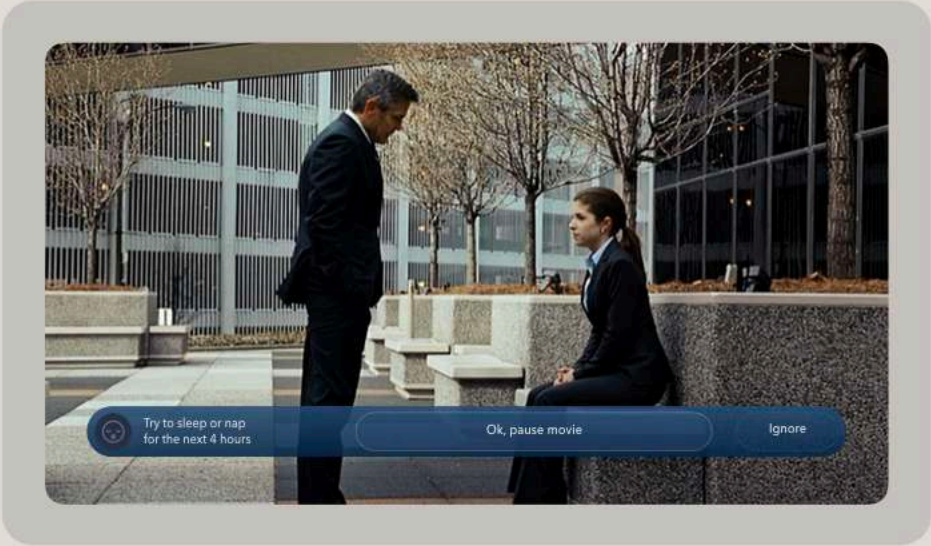 Try to sleep or nap
for the next 4 hours
Ok, pause movie
Ignore